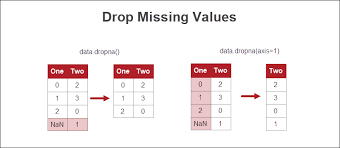 Drop Missing Values
data.dropna() data.dropna(axis=1)
One Two One Two One Two Two
0 2 0 2 0 2 2
1 3 1 3 1 3 3
2 0 2 0 2 0 0
NaN 1 NaN 1 1